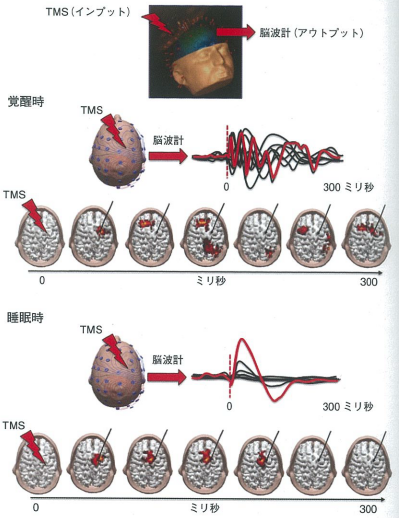 TMS（インプット）
脳波計（アウトプット）
覚醒時
TMS
脳波計
0
300 ミリ秒
TMS
0
ミリ秒
300
睡眠時
TMS
脳波計
0
300 ミリ秒
TMS
0
ミリ秒
300